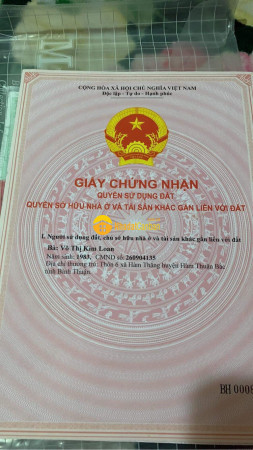 CỘNG HÒA XÃ HỘI CHỦ NGHĨA VIỆT NAM
Độc lập - Tự do - Hạnh phúc
GIẤY CHỨNG NHẬN
QUYỀN SỬ DỤNG ĐẤT
QUYỀN SỞ HỮU NHÀ Ở VÀ TÀI SẢN KHÁC GẮN LIỀN VỚI ĐẤT
I. Người sử dụng đất, chủ sở hữu nhà ở và tài sản khác gắn liền với đất
Bà: Võ Thị Kim Loan
Năm sinh: 1983, CMND số: 260904135
Địa chỉ thường trú: Thôn 6 xã Hàm Thắng huyện Hàm Thuận Bắc
tỉnh Bình Thuận.
BH 0008